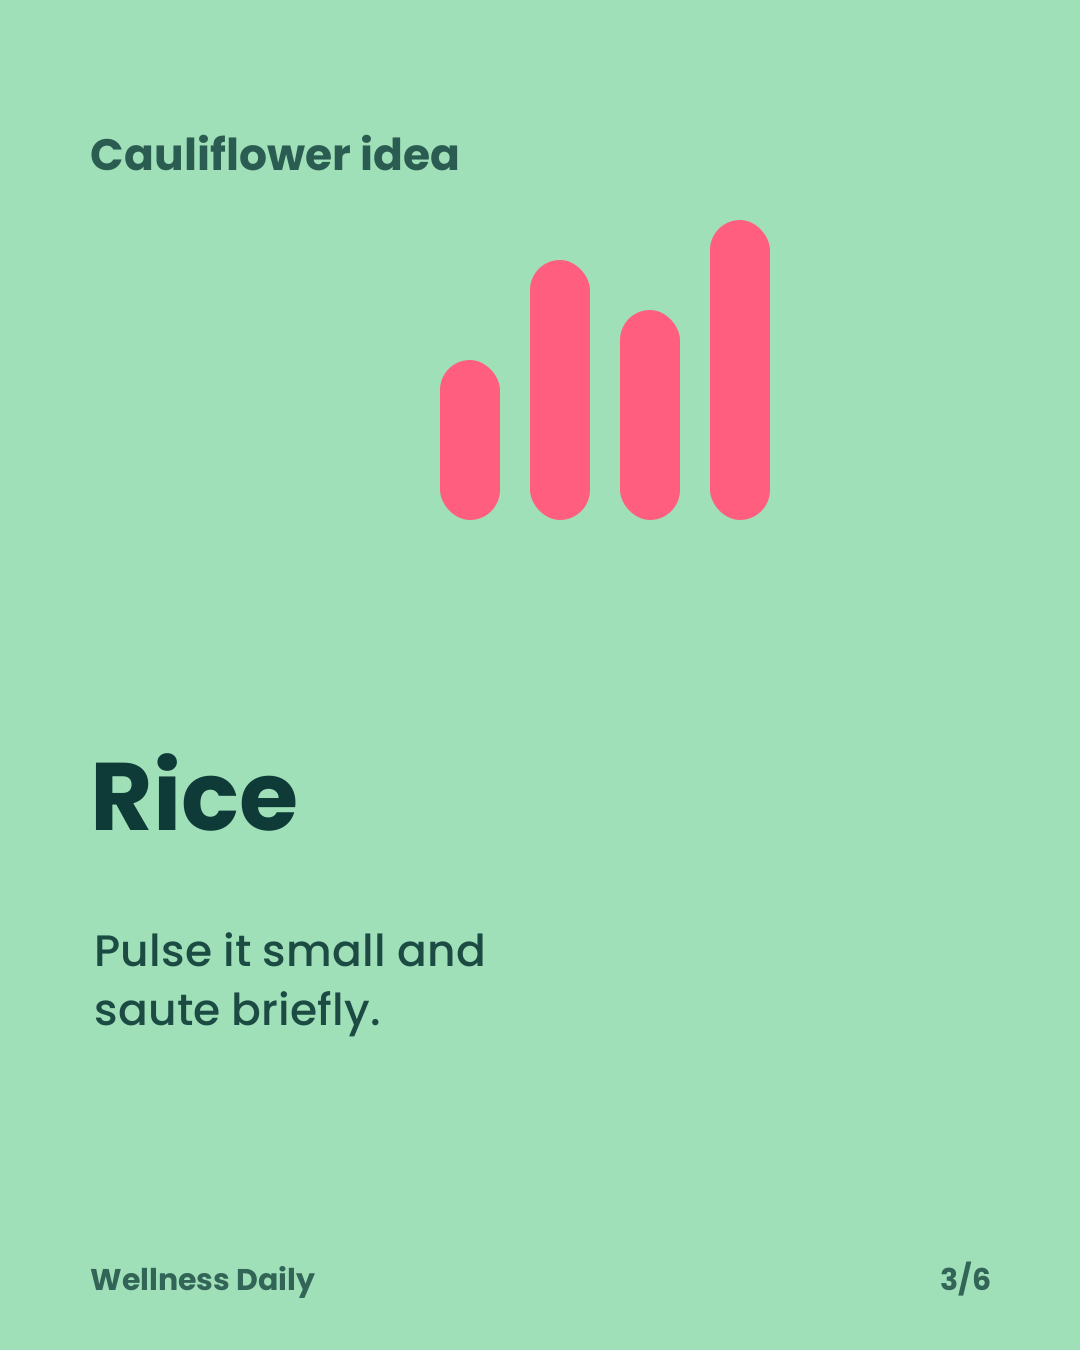 Cauliflower idea
Rice
Pulse it small and
saute briefly.
Wellness Daily
3/6